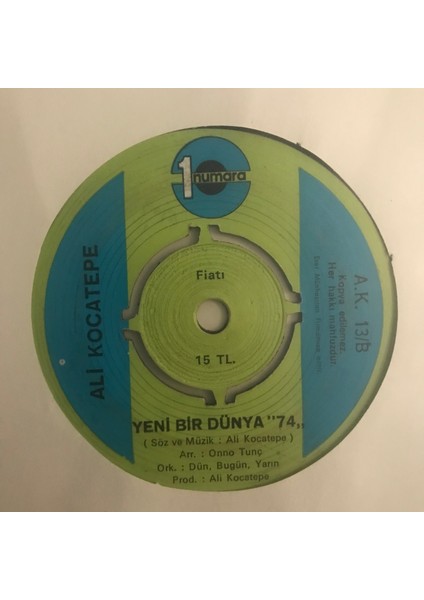 1 numara
ALİ KOCATEPE
Fiatı
15 TL.
A.K. 13/B
Kopya edilemez.
Her hakkı mahfuzdur.
YENİ BİR DÜNYA "74,,
( Söz ve Müzik : Ali Kocatepe )
Arr. : Onno Tunç
Ork. : Dün, Bugün, Yarın
Prod. : Ali Kocatepe